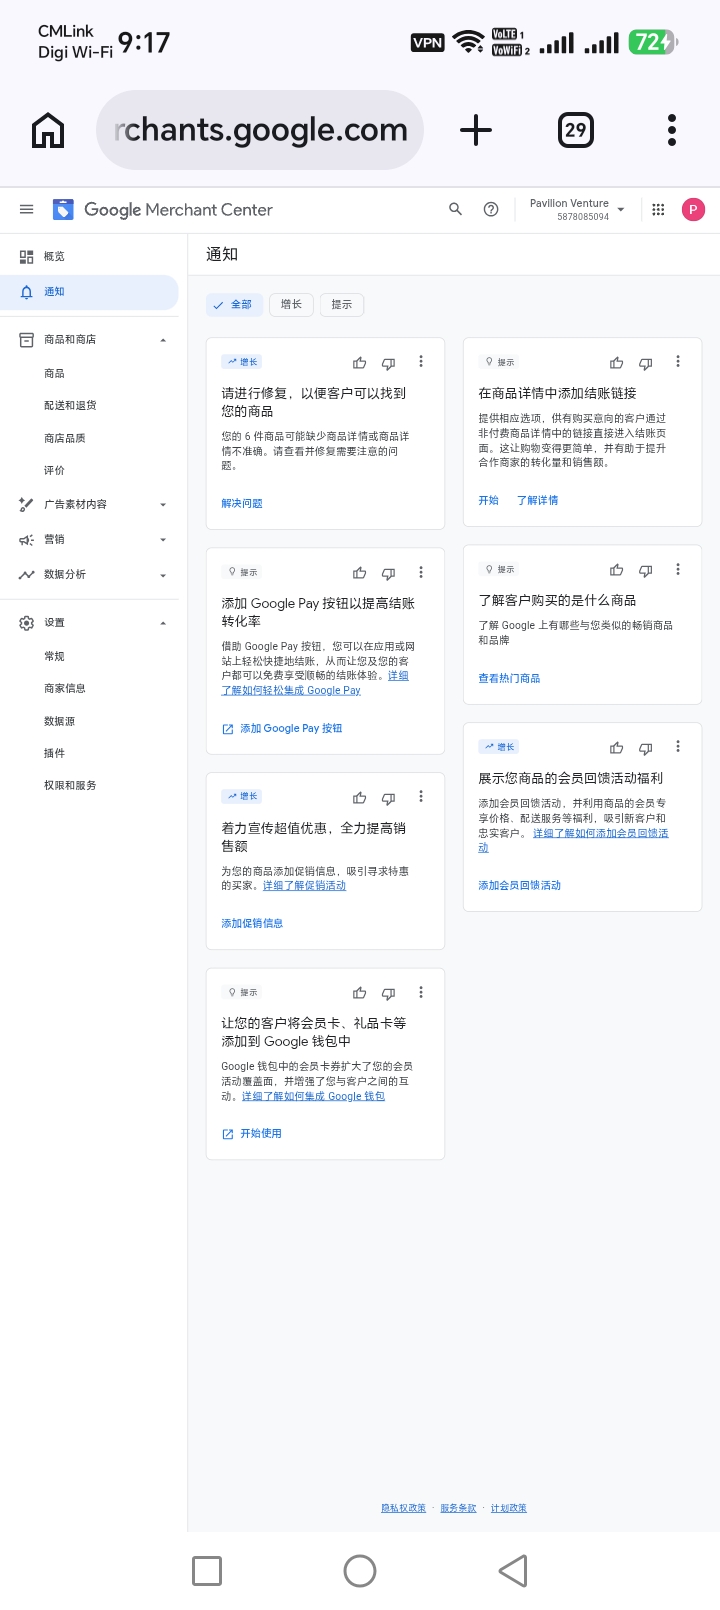 CMLink
Digi Wi-Fi
9:17
VPN
VoLTE 1
VoWiFi 2
72
rchants.google.com
29
Google Merchant Center
Pavilion Venture
5878085094
P
概览
通知
商品和商店
商品
配送和退货
商店品质
评价
广告素材内容
营销
数据分析
设置
常规
商家信息
数据源
插件
权限和服务
通知
全部
增长
提示
增长
请进行修复，以便客户可以找到
您的商品
您的 6 件商品可能缺少商品详情或商品详
情不准确。请查看并修复需要注意的问
题。
解决问题
提示
添加 Google Pay 按钮以提高结账
转化率
借助 Google Pay 按钮，您可以在应用或网
站上轻松快捷地结账，从而让您及您的客
户都可以免费享受顺畅的结账体验。详细
了解如何轻松集成 Google Pay
添加 Google Pay 按钮
增长
着力宣传超值优惠，全力提高销
售额
为您的商品添加促销信息，吸引寻求特惠
的买家。详细了解促销活动
添加促销信息
提示
让您的客户将会员卡、礼品卡等
添加到 Google 钱包中
Google 钱包中的会员卡券扩大了您的会员
活动覆盖面，并增强了您与客户之间的互
动。详细了解如何集成 Google 钱包
开始使用
提示
在商品详情中添加结账链接
提供相应选项，供有购买意向的客户通过
非付费商品详情中的链接直接进入结账页
面。这让购物变得更简单，并有助于提升
合作商家的转化量和销售额。
开始 了解详情
提示
了解客户购买的是什么商品
了解 Google 上有哪些与您类似的畅销商品
和品牌
查看热门商品
增长
展示您商品的会员回馈活动福利
添加会员回馈活动，并利用商品的会员专
享价格、配送服务等福利，吸引新客户和
忠实客户。 详细了解如何添加会员回馈活
动
添加会员回馈活动
隐私权政策 · 服务条款 · 计划政策